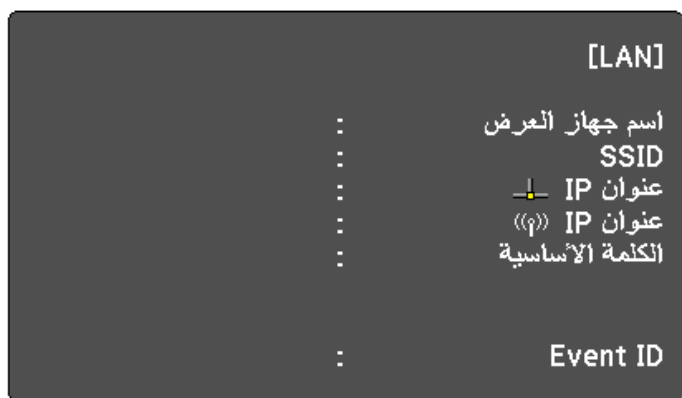 [LAN]
اسم جهاز العرض :
SSID :
عنوان IP :
عنوان IP :
الكلمة الأساسية :
Event ID :